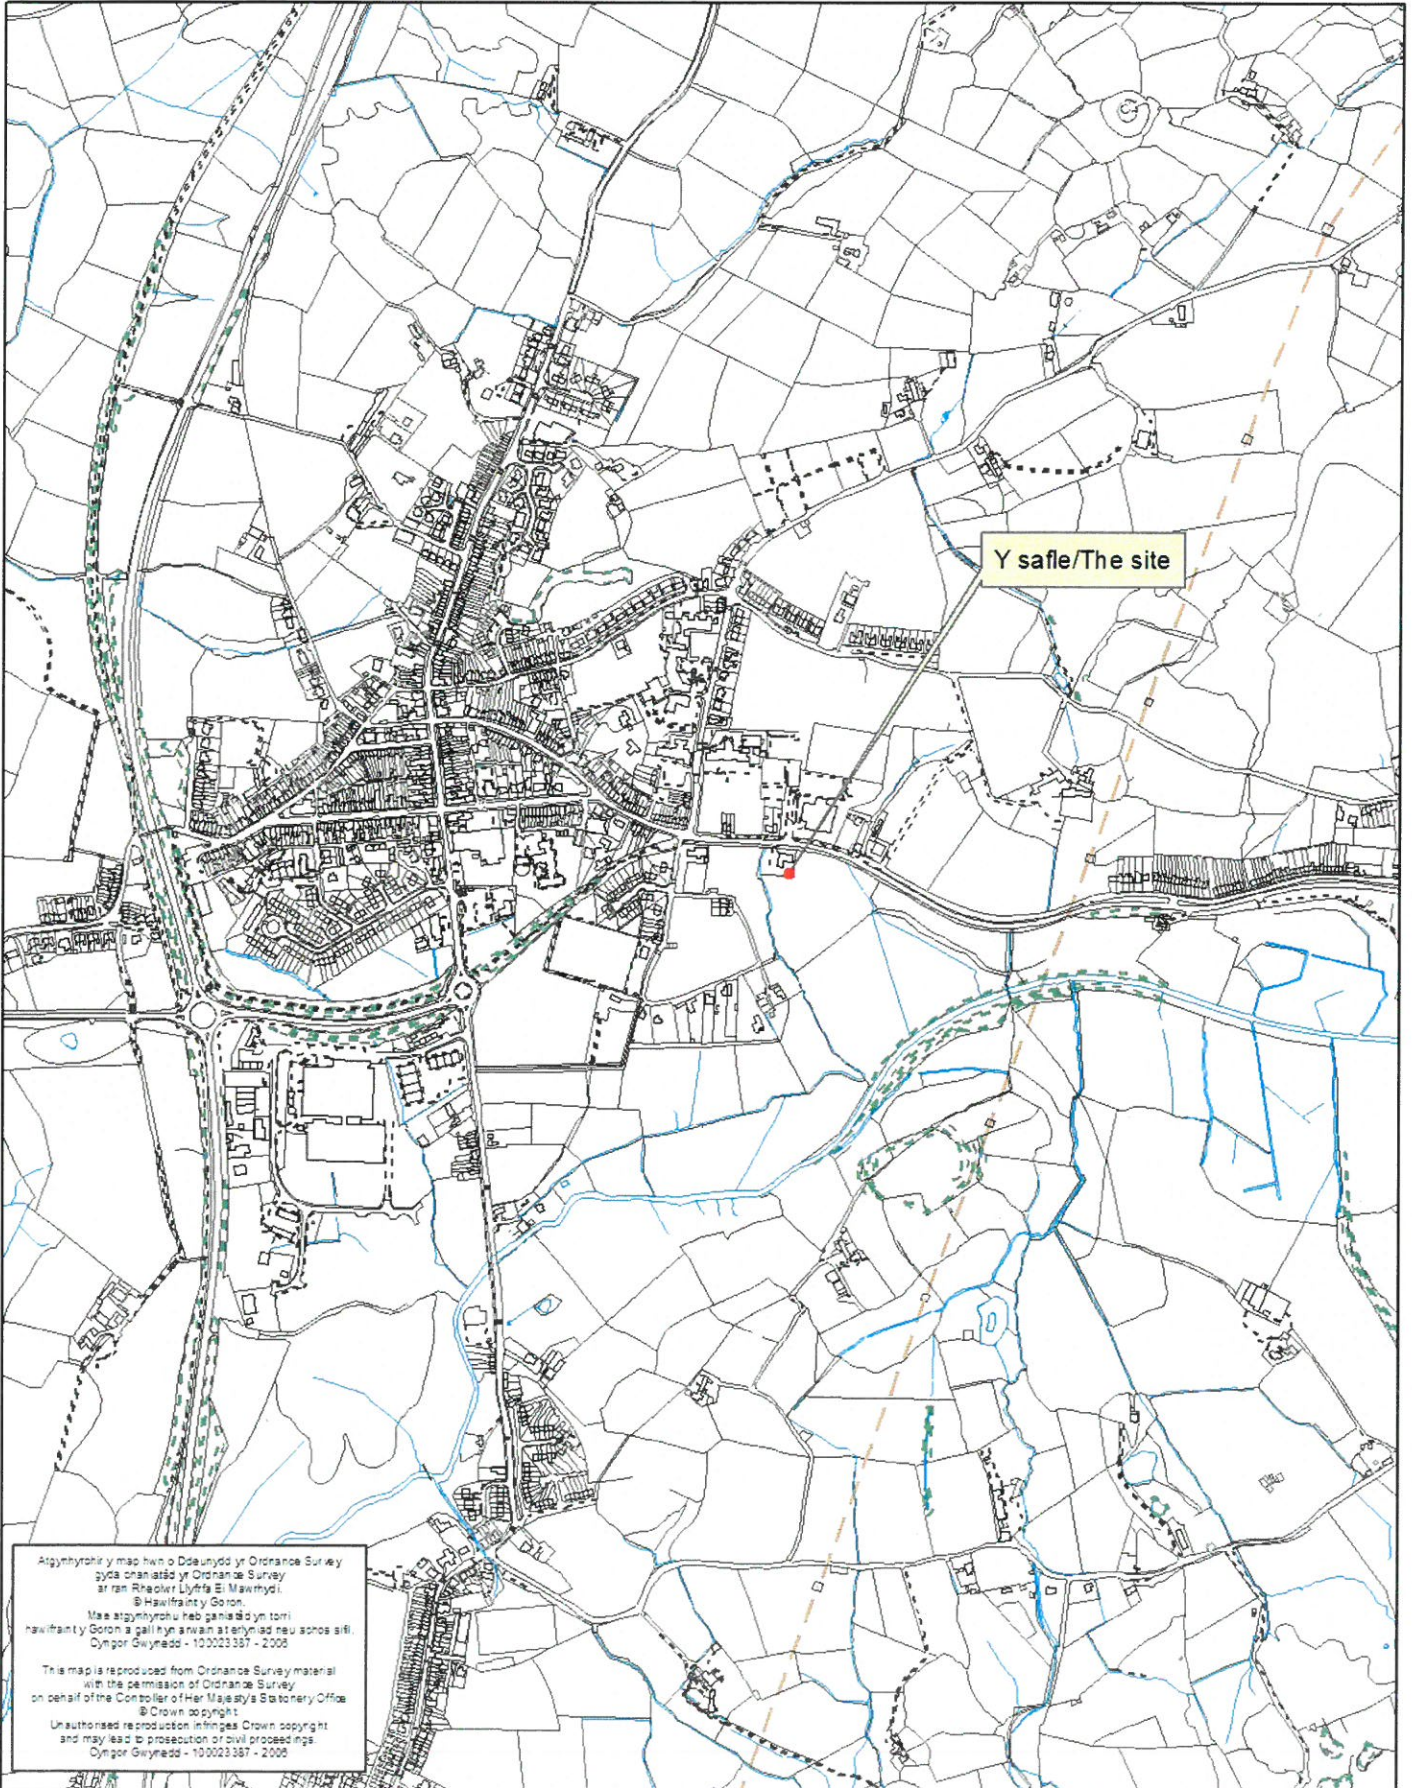 Y safle/The site
Atgynhyrchir y map hwn o Ddeunydd yr Ordnance Survey
gyda chaniatâd yr Ordnance Survey
ar ran Rheolwr Llyfrfa Ei Mawrhydi.
© Hawlfraint y Goron.
Mae atgynhyrchu heb ganiatâd yn torri
hawlfraint y Goron a gall hyn arwain at erlyniad neu achos sifil.
Cyngor Gwynedd - 100023387 - 2008
This map is reproduced from Ordnance Survey material
with the permission of Ordnance Survey
on behalf of the Controller of Her Majesty's Stationery Office
© Crown copyright
Unauthorised reproduction infringes Crown copyright
and may lead to prosecution or civil proceedings.
Cyngor Gwynedd - 100023387 - 2008